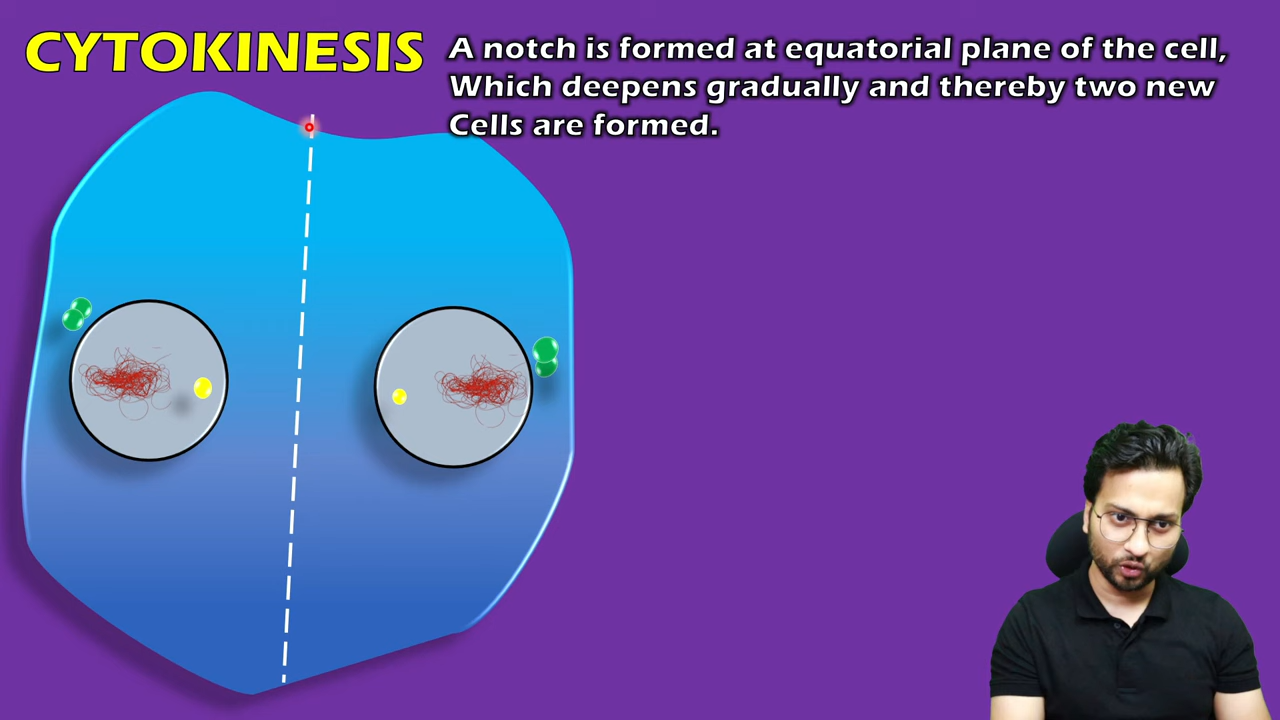 CYTOKINESIS
A notch is formed at equatorial plane of the cell,
Which deepens gradually and thereby two new
Cells are formed.